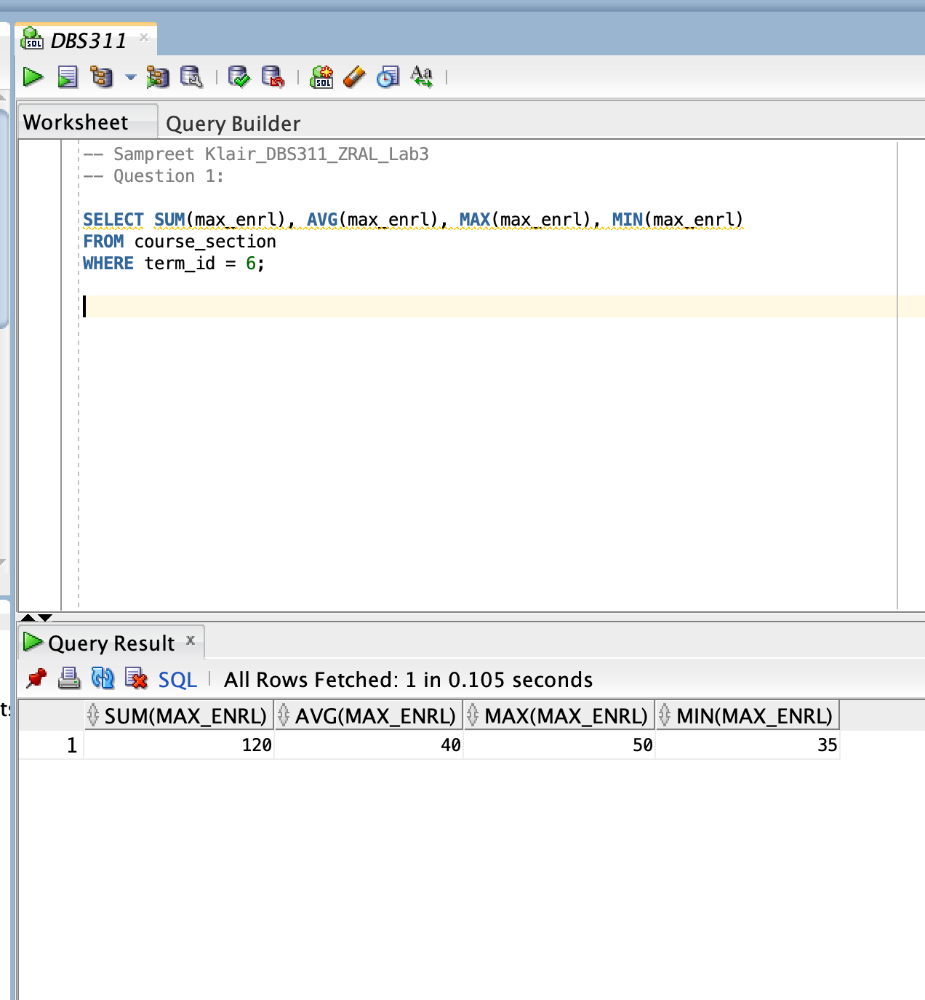 DBS311
Worksheet Query Builder
-- Sampreet Klair_DBS311_ZRAL_Lab3
-- Question 1:
SELECT SUM(max_enrl), AVG(max_enrl), MAX(max_enrl), MIN(max_enrl)
FROM course_section
WHERE term_id = 6;
Query Result
SQL All Rows Fetched: 1 in 0.105 seconds
SUM(MAX_ENRL) AVG(MAX_ENRL) MAX(MAX_ENRL) MIN(MAX_ENRL)
1 120 40 50 35